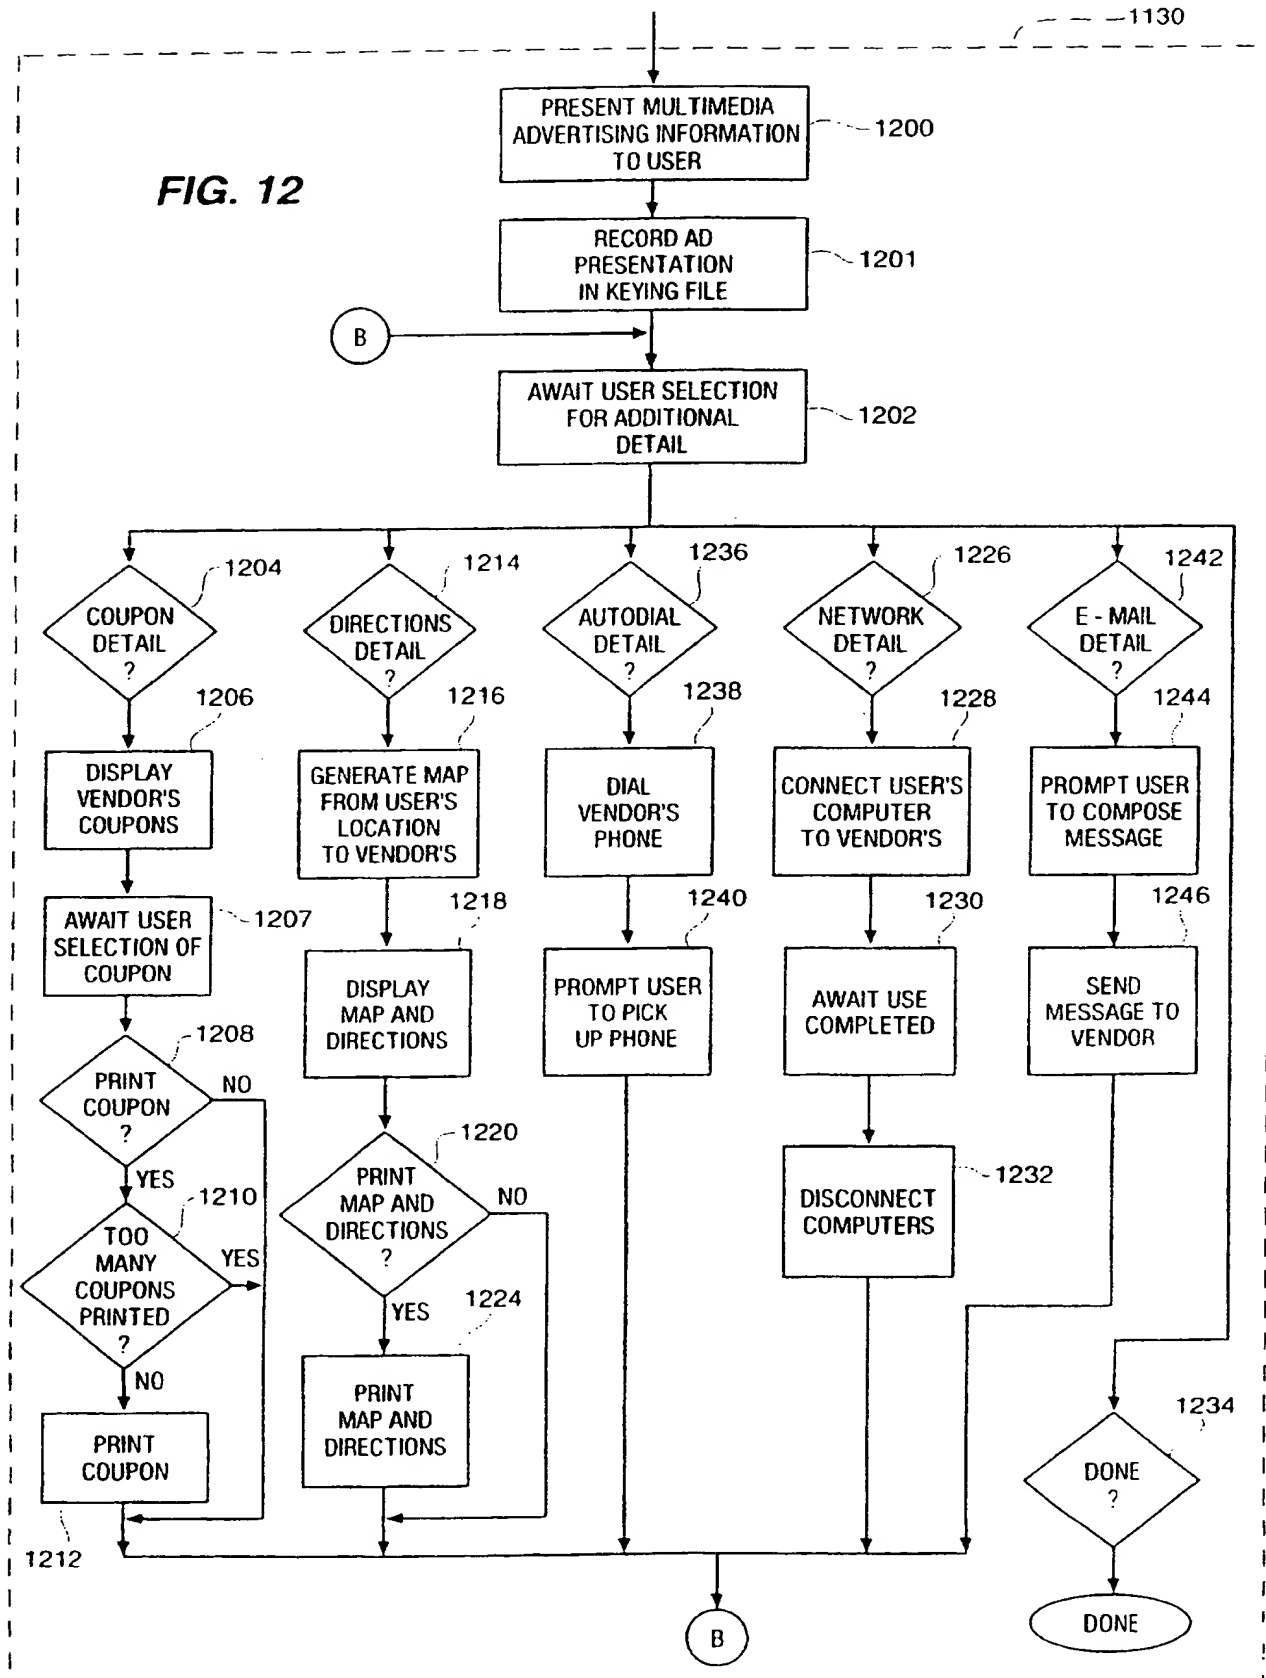 1130
PRESENT MULTIMEDIA
ADVERTISING INFORMATION
TO USER
1200
FIG. 12
RECORD AD
PRESENTATION
IN KEYING FILE
1201
B
AWAIT USER SELECTION
FOR ADDITIONAL
DETAIL
1202
1204
COUPON
DETAIL
?
1214
DIRECTIONS
DETAIL
?
1236
AUTODIAL
DETAIL
?
1226
NETWORK
DETAIL
?
1242
E - MAIL
DETAIL
?
1206
DISPLAY
VENDOR'S
COUPONS
1216
GENERATE MAP
FROM USER'S
LOCATION
TO VENDOR'S
1238
DIAL
VENDOR'S
PHONE
1228
CONNECT USER'S
COMPUTER
TO VENDOR'S
1244
PROMPT USER
TO COMPOSE
MESSAGE
1207
AWAIT USER
SELECTION OF
COUPON
1218
DISPLAY
MAP AND
DIRECTIONS
1240
PROMPT USER
TO PICK
UP PHONE
1230
AWAIT USE
COMPLETED
1246
SEND
MESSAGE TO
VENDOR
1208
PRINT
COUPON
?
NO
YES
1220
PRINT
MAP AND
DIRECTIONS
?
NO
YES
1232
DISCONNECT
COMPUTERS
1210
TOO
MANY
COUPONS
PRINTED
?
YES
NO
1224
PRINT
MAP AND
DIRECTIONS
PRINT
COUPON
1212
1234
DONE
?
DONE
B